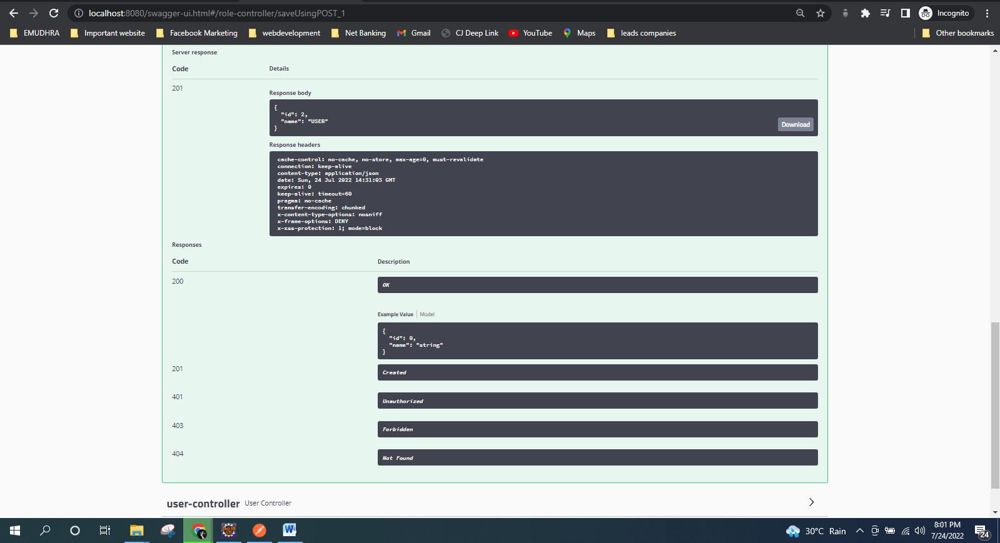 localhost:8080/swagger-ui.html#/role-controller/saveUsingPOST_1
Incognito
EMUDHRA
Important website
Facebook Marketing
webdevelopment
Net Banking
Gmail
CJ Deep Link
YouTube
Maps
leads companies
Other bookmarks
Server response
Code Details
201
Response body
{
"id": 2,
"name": "USER"
}
Download
Response headers
cache-control: no-cache, no-store, max-age=0, must-revalidate
connection: keep-alive
content-type: application/json
date: Sun, 24 Jul 2022 14:31:03 GMT
expires: 0
keep-alive: timeout=60
pragma: no-cache
transfer-encoding: chunked
x-content-type-options: nosniff
x-frame-options: DENY
x-xss-protection: 1; mode=block
Responses
Code Description
200
OK
Example Value Model
{
"id": 0,
"name": "string"
}
201
Created
401
Unauthorized
403
Forbidden
404
Not Found
user-controller User Controller
30°C Rain
8:01 PM
7/24/2022
24